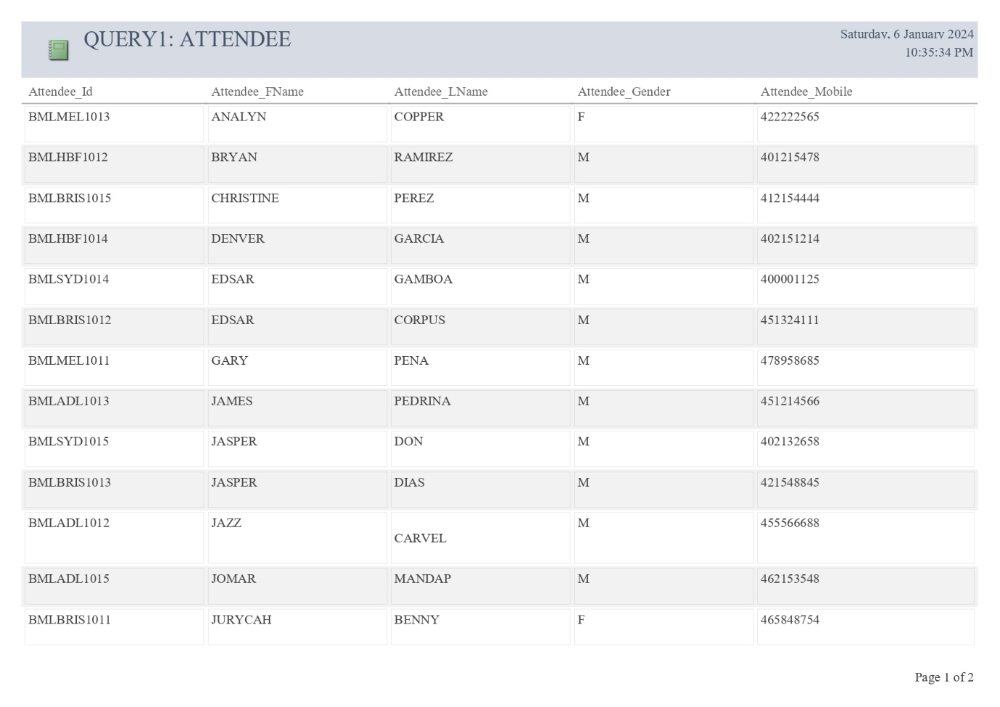 QUERY1: ATTENDEE
Saturday, 6 January 2024
10:35:34 PM
Attendee_Id Attendee_FName Attendee_LName Attendee_Gender Attendee_Mobile
BMLMEL1013 ANALYN COPPER F 422222565
BMLHBF1012 BRYAN RAMIREZ M 401215478
BMLBRIS1015 CHRISTINE PEREZ M 412154444
BMLHBF1014 DENVER GARCIA M 402151214
BMLSYD1014 EDSAR GAMBOA M 400001125
BMLBRIS1012 EDSAR CORPUS M 451324111
BMLMEL1011 GARY PENA M 478958685
BMLADL1013 JAMES PEDRINA M 451214566
BMLSYD1015 JASPER DON M 402132658
BMLBRIS1013 JASPER DIAS M 421548845
BMLADL1012 JAZZ CARVEL M 455566688
BMLADL1015 JOMAR MANDAP M 462153548
BMLBRIS1011 JURYCAH BENNY F 465848754
Page 1 of 2